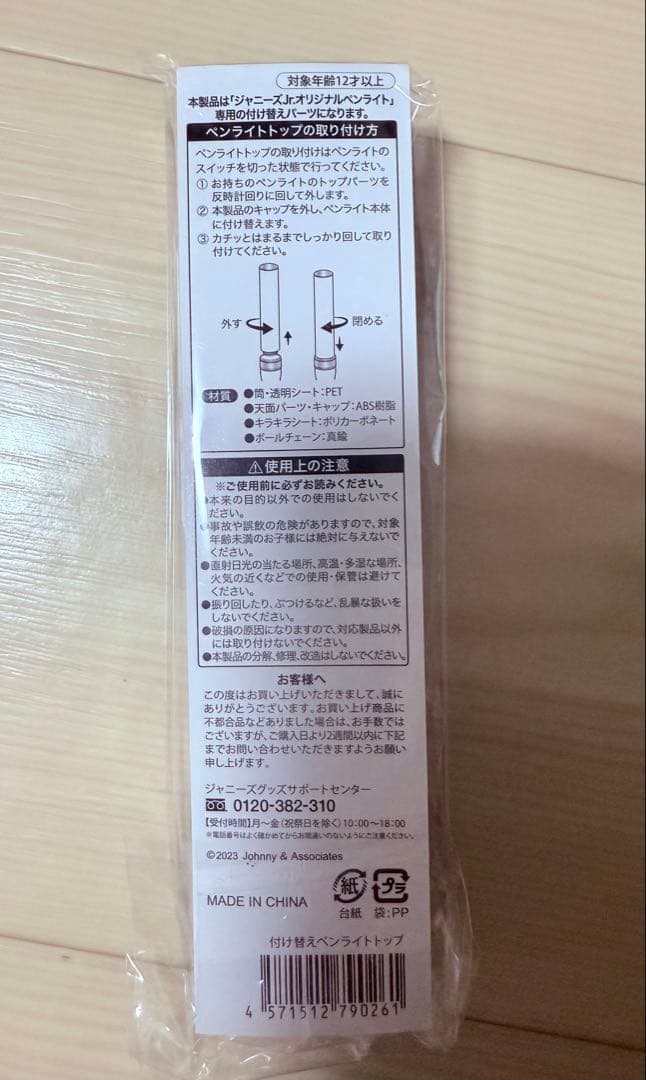 対象年齢12才以上
本製品は「ジャニーズJr.オリジナルペンライト」
専用の付け替えパーツになります。
ペンライトトップの取り付け方
ペンライトトップの取り付けはペンライトの
スイッチを切った状態で行ってください。
① お持ちのペンライトのトップパーツを
反時計回りに回して外します。
② 本製品のキャップを外し、ペンライト本体
に付け替えます。
③ カチッとはまるまでしっかり回して取り
付けてください。
外す 閉める
材質 ●筒・透明シート:PET
●天面パーツ・キャップ:ABS樹脂
●キラキラシート:ポリカーボネート
●ボールチェーン:真鍮
⚠使用上の注意
※ご使用前に必ずお読みください。
●本来の目的以外での使用はしないでく
ださい。
●事故や誤飲の危険がありますので、対象
年齢未満のお子様には絶対に与えないで
ください。
●直射日光の当たる場所、高温・多湿な場所、
火気の近くなどでの使用・保管は避けて
ください。
●振り回したり、ぶつけるなど、乱暴な扱いを
しないでください。
●破損の原因になりますので、対応製品以外
には取り付けないでください。
●本製品の分解、修理、改造はしないでください。
お客様へ
この度はお買い上げいただきまして、誠に
ありがとうございます。お買い上げ商品に
不都合品などありました場合は、お手数では
ございますが、ご購入日より2週間以内に下記
までお問い合わせいただきますようお願い
申し上げます。
ジャニーズグッズサポートセンター
0120-382-310
【受付時間】月~金(祝祭日を除く)10:00~18:00
※電話番号はよく確かめてからお間違いのないようにご注意ください。
©2023 Johnny & Associates
MADE IN CHINA
紙 プラ
台紙 袋:PP
付け替えペンライトトップ
4 571512 790261